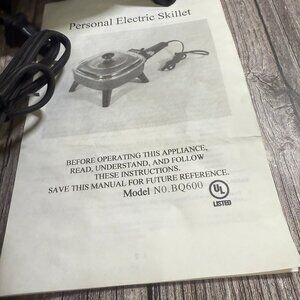 Personal Electric Skillet
BEFORE OPERATING THIS APPLIANCE,
READ, UNDERSTAND, AND FOLLOW
THESE INSTRUCTIONS.
SAVE THIS MANUAL FOR FUTURE REFERENCE.
Model NO.BQ600
UL
LISTED